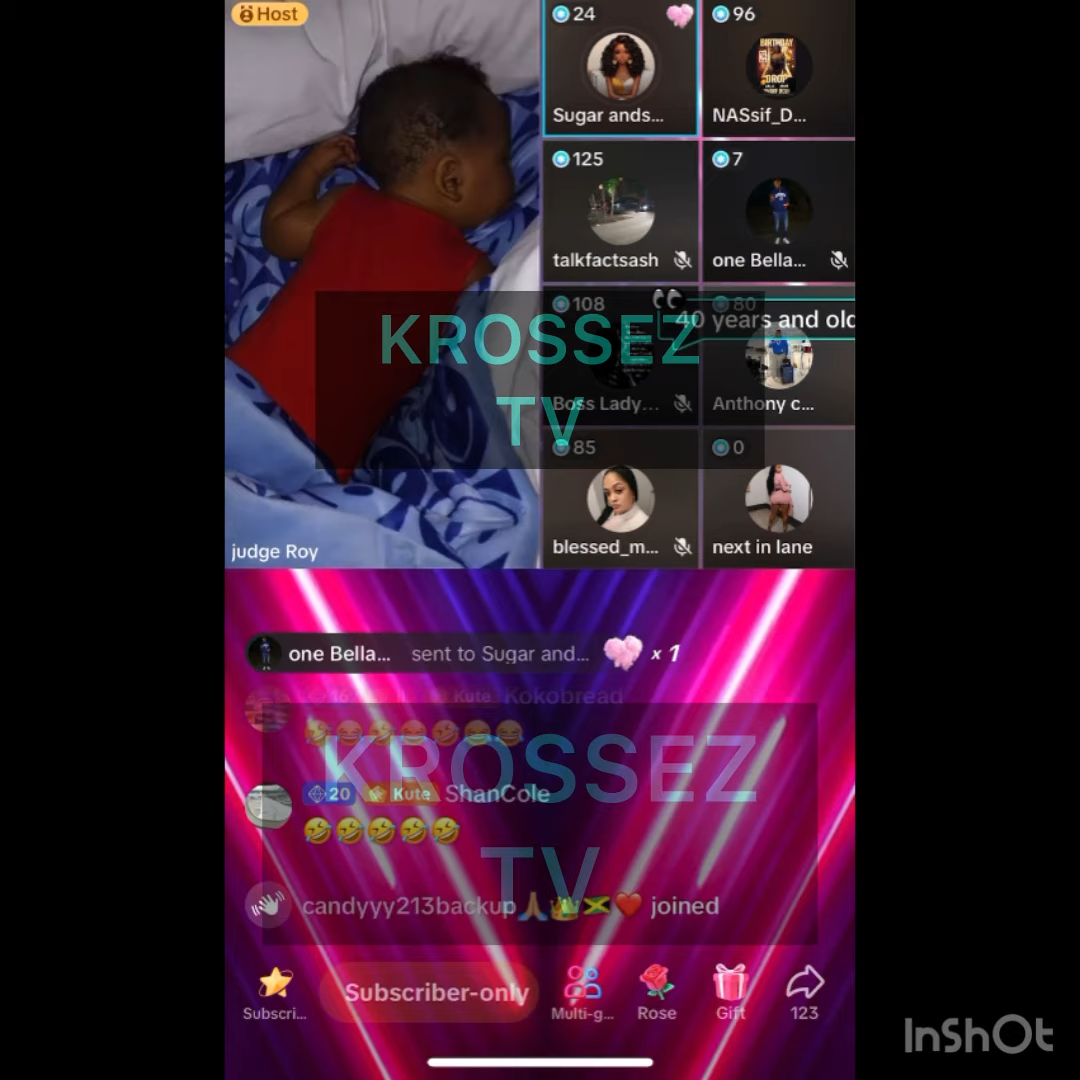 Host
24
96
Sugar ands...
NASsif_D...
BIRTHDAY
DROP
125
7
talkfactsash
one Bella...
108
80
40 years and old
KROSSEZ
TV
Boss Lady...
Anthony c...
85
0
blessed_m...
next in lane
judge Roy
one Bella... sent to Sugar and... x 1
Kute Kokobread
🤣😂🤣😂🤣😂😂
KROSSEZ
20 Kute ShanCole
🤣🤣🤣🤣🤣
TV
candyyy213backup🙏👑🇯🇲❤️ joined
Subscri...
Subscriber-only
Multi-g...
Rose
Gift
123
InShOt